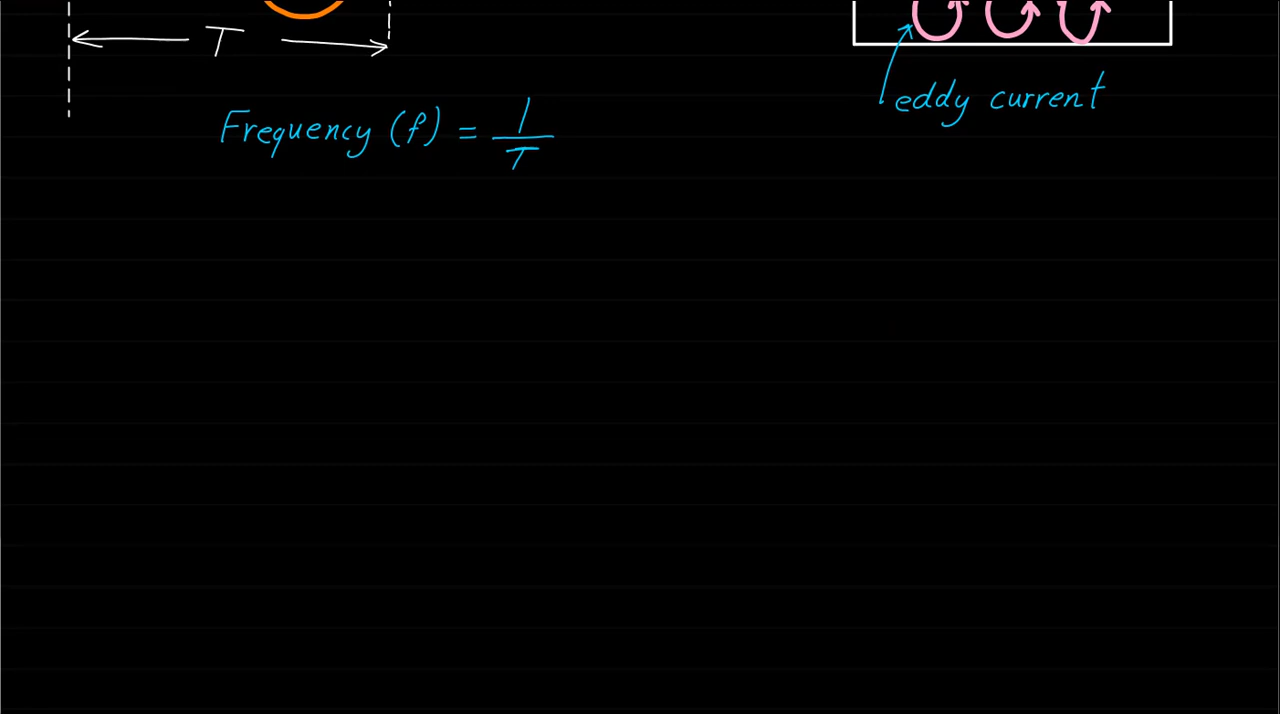 T
eddy current
Frequency (f) = 1/T